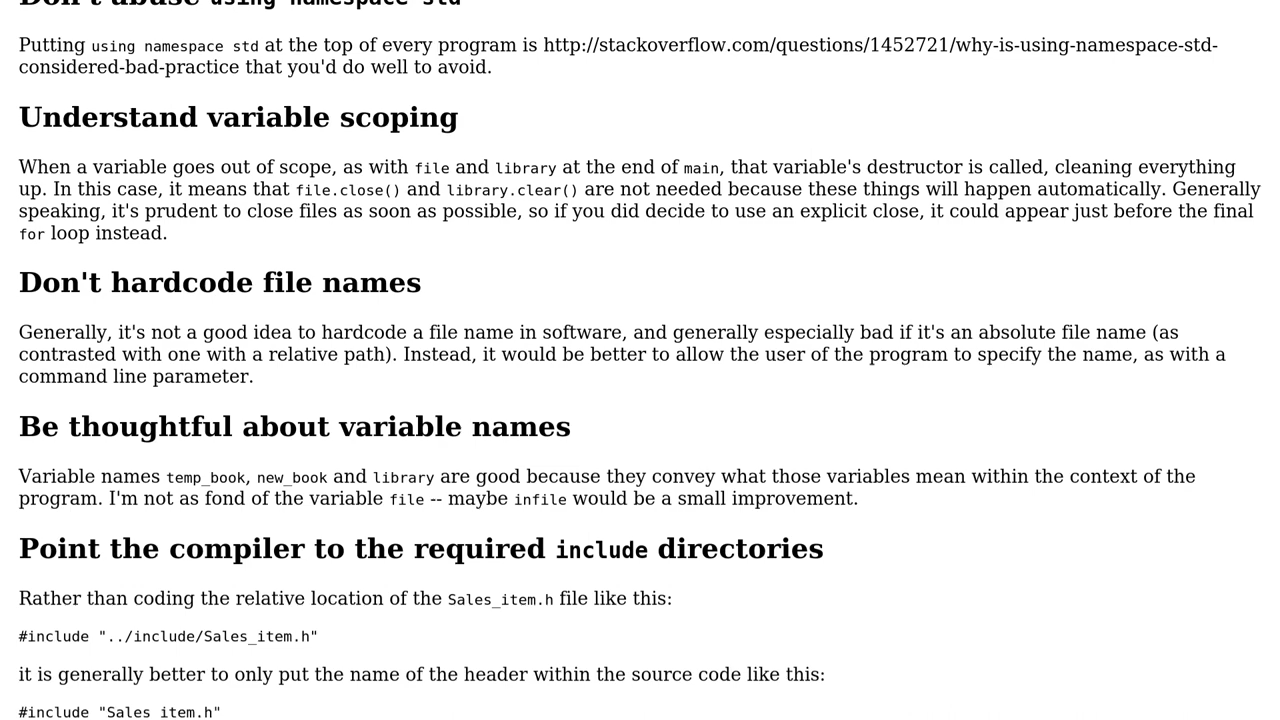 Don't abuse using namespace std
Putting using namespace std at the top of every program is http://stackoverflow.com/questions/1452721/why-is-using-namespace-std-
considered-bad-practice that you'd do well to avoid.
Understand variable scoping
When a variable goes out of scope, as with file and library at the end of main, that variable's destructor is called, cleaning everything
up. In this case, it means that file.close() and library.clear() are not needed because these things will happen automatically. Generally
speaking, it's prudent to close files as soon as possible, so if you did decide to use an explicit close, it could appear just before the final
for loop instead.
Don't hardcode file names
Generally, it's not a good idea to hardcode a file name in software, and generally especially bad if it's an absolute file name (as
contrasted with one with a relative path). Instead, it would be better to allow the user of the program to specify the name, as with a
command line parameter.
Be thoughtful about variable names
Variable names temp_book, new_book and library are good because they convey what those variables mean within the context of the
program. I'm not as fond of the variable file -- maybe infile would be a small improvement.
Point the compiler to the required include directories
Rather than coding the relative location of the Sales_item.h file like this:
#include "../include/Sales_item.h"
it is generally better to only put the name of the header within the source code like this:
#include "Sales_item.h"